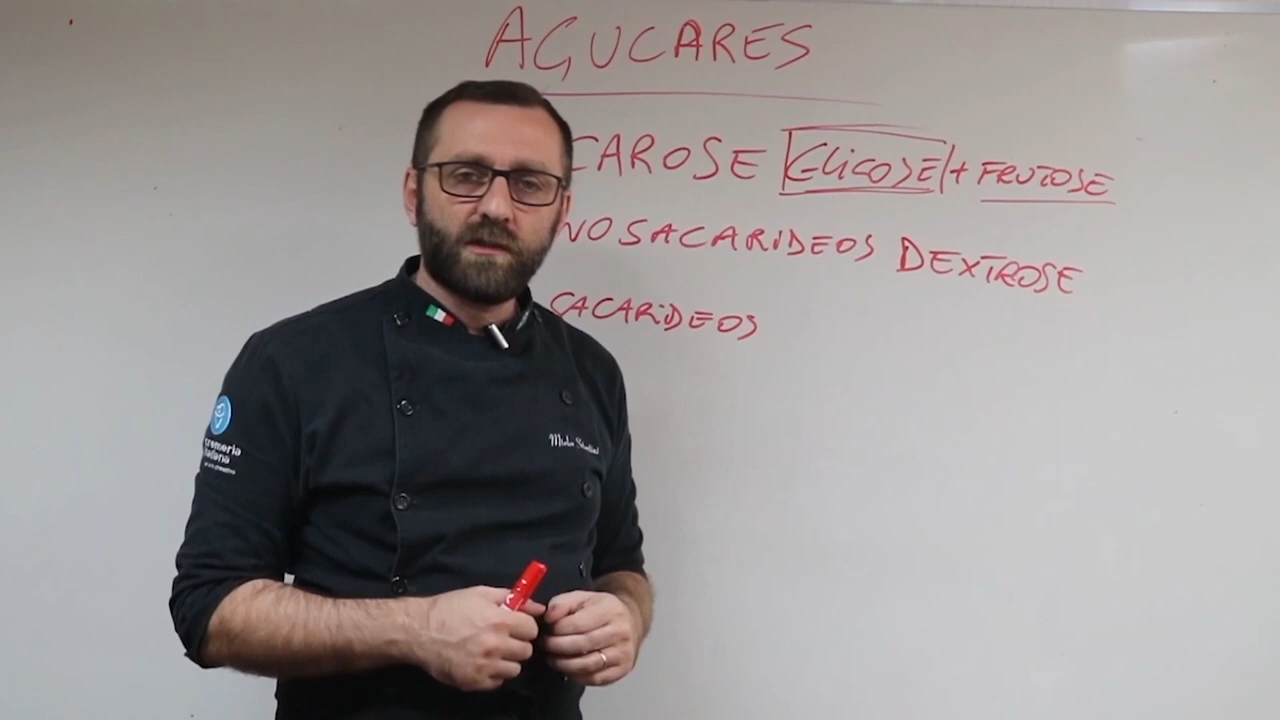 AÇUCARES
CAROSE GLICOSE + FRUTOSE
NOSACARIDEOS DEXTROSE
SACARIDEOS